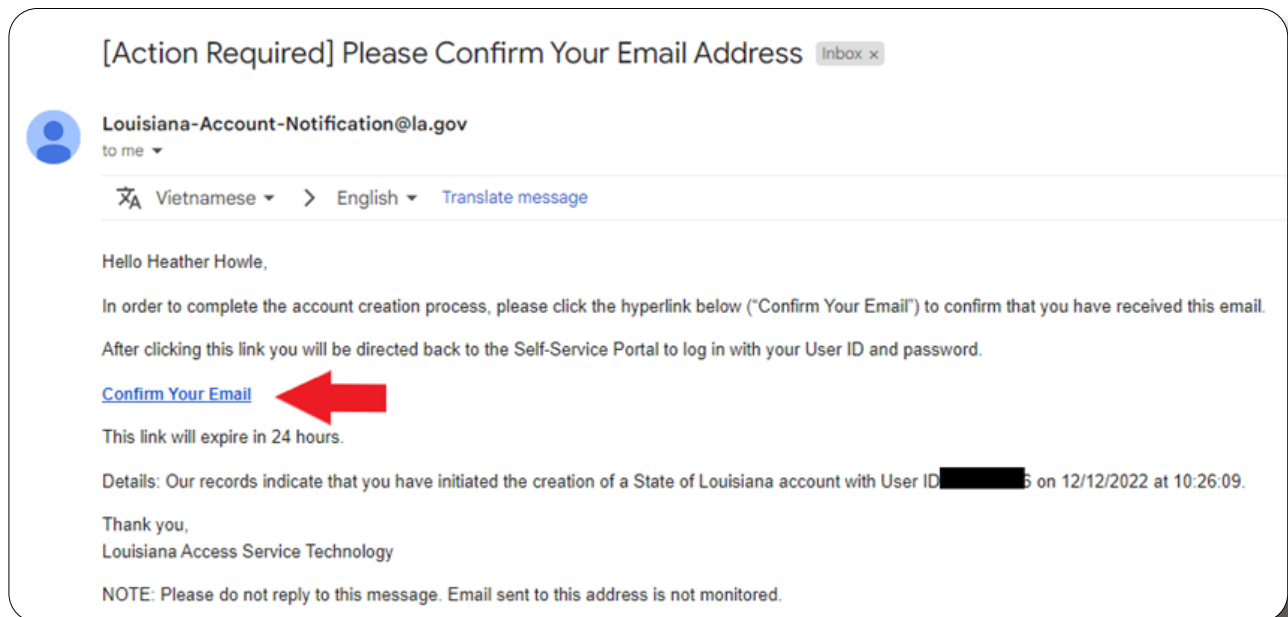 [Action Required] Please Confirm Your Email Address Inbox x
Louisiana-Account-Notification@la.gov
to me
Vietnamese > English Translate message
Hello Heather Howle,
In order to complete the account creation process, please click the hyperlink below (“Confirm Your Email”) to confirm that you have received this email.
After clicking this link you will be directed back to the Self-Service Portal to log in with your User ID and password.
Confirm Your Email
This link will expire in 24 hours.
Details: Our records indicate that you have initiated the creation of a State of Louisiana account with User ID on 12/12/2022 at 10:26:09.
Thank you,
Louisiana Access Service Technology
NOTE: Please do not reply to this message. Email sent to this address is not monitored.